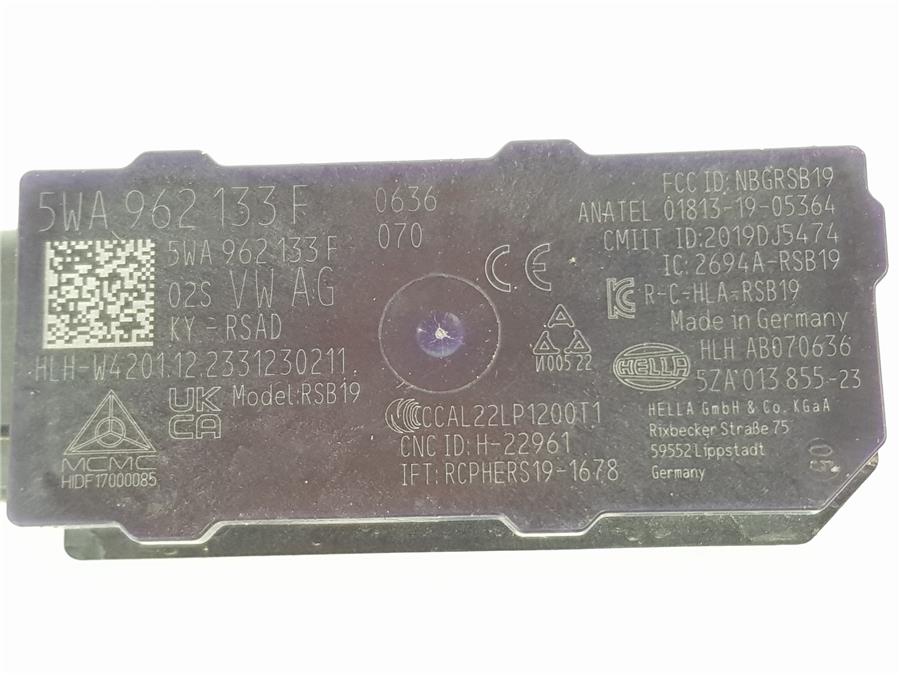 5WA 962 133 F
0636
070
5WA 962 133 F
02S VW AG
KY - RSAD
HLH-W4201.12.2331230211
Model:RSB19
UK
CA
MCMC
HIDF17000085
CE
И005 22
CCC
CCAL22LP1200T1
CNC ID: H-22961
IFT: RCPHERS19-1678
FCC ID: NBGRSB19
ANATEL 01813-19-05364
CMIIT ID:2019DJ5474
IC:2694A-RSB19
R-C-HLA-RSB19
Made in Germany
HELLA
HLH AB070636
5ZA 013 855-23
HELLA GmbH & Co. KGaA
Rixbecker Straße 75
59552 Lippstadt
Germany